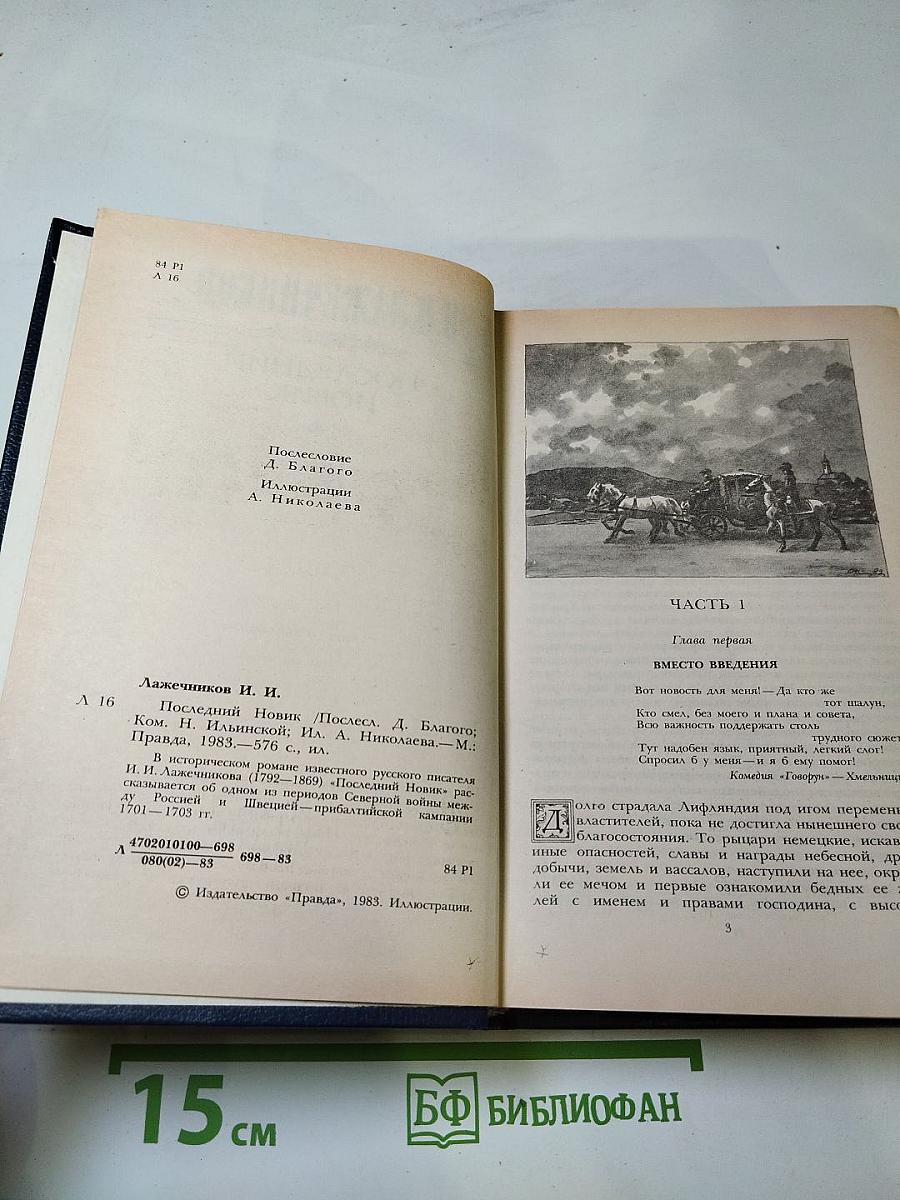 84 Р1
Л 16
Послесловие
Д. Благого
Иллюстрации
А. Николаева
Лажечников И. И.
Л 16
Последний Новик /Послесл. Д. Благого;
Ком. Н. Ильинской; Ил. А. Николаева.—М.:
Правда, 1983.—576 с., ил.
В историческом романе известного русского писателя
И. И. Лажечникова (1792—1869) «Последний Новик» рас-
сказывается об одном из периодов Северной войны меж-
ду Россией и Швецией—прибалтийской кампании
1701—1703 гг.
Л 4702010100—698
080(02)—83
698—83
84 Р1
© Издательство «Правда», 1983. Иллюстрации.
ЧАСТЬ 1
Глава первая
ВМЕСТО ВВЕДЕНИЯ
Вот новость для меня!—Да кто же
тот шалун,
Кто смел, без моего и плана и совета,
Всю важность поддержать столь
трудного сюжет
Тут надобен язык, приятный, легкий слог!
Спросил б у меня—и я б ему помог!
Комедия «Говорун»—Хмельниц
Долго страдала Лифляндия под игом перемен
властителей, пока не достигла нынешнего сво
благосостояния. То рыцари немецкие, искав
иные опасностей, славы и награды небесной, др
добычи, земель и вассалов, наступили на нее, окр
ли ее мечом и первые ознакомили бедных ее
лей с именем и правами господина, с высо
3
15 см
БФ БИБЛИОФАН